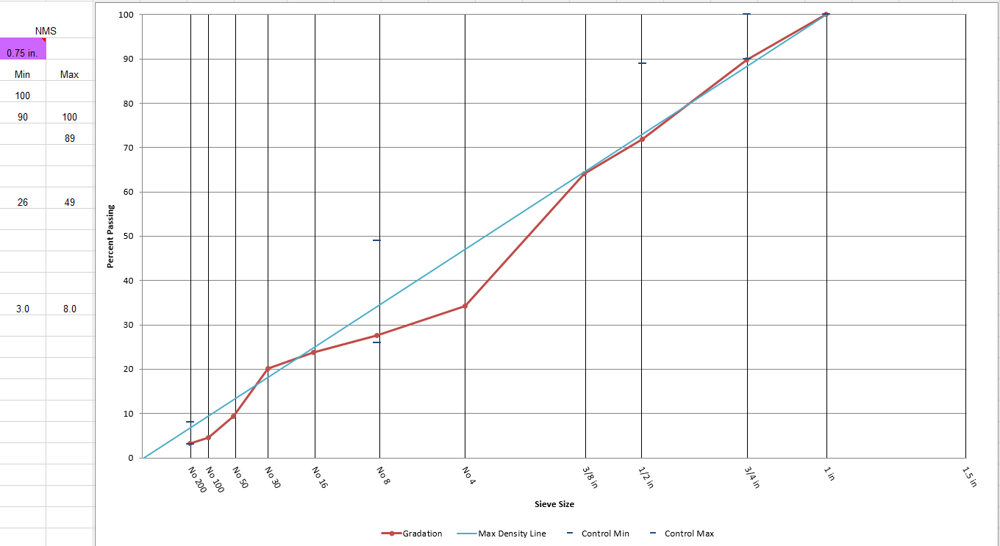 NMS
0.75 in.
Min Max
100
90 100
89
26 49
3.0 8.0
100
90
80
70
60
50
40
30
20
10
0
Percent Passing
No 200 No 100 No 50 No 30 No 16 No 8 No 4 3/8 in 1/2 in 3/4 in 1 in 1.5 in
Sieve Size
Gradation Max Density Line Control Min Control Max